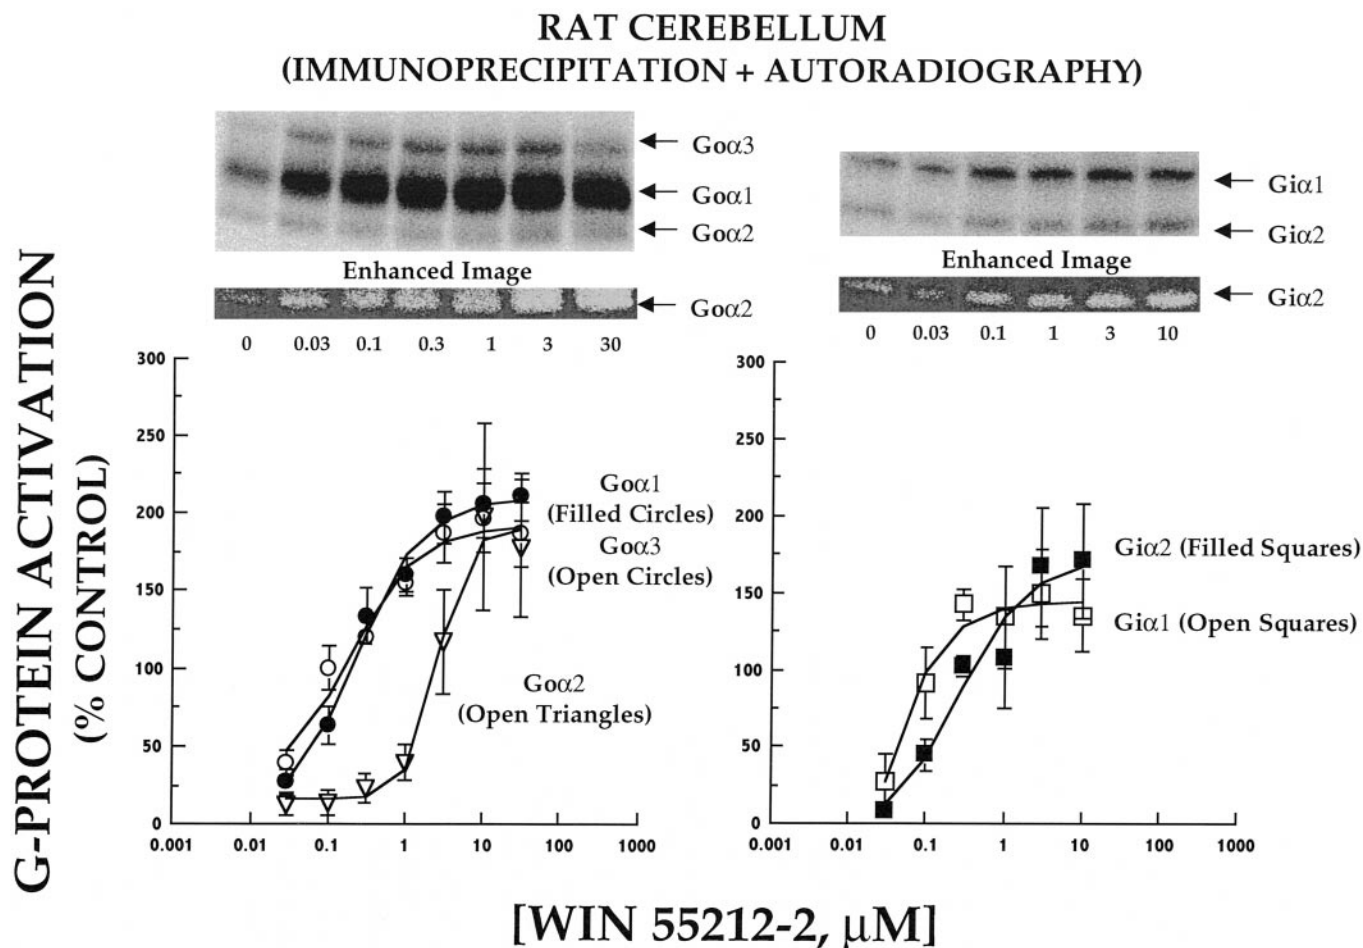 RAT CEREBELLUM
(IMMUNOPRECIPITATION + AUTORADIOGRAPHY)
Goα3
Goα1
Goα2
Enhanced Image
Goα2
0 0.03 0.1 0.3 1 3 30
Giα1
Giα2
Enhanced Image
Giα2
0 0.03 0.1 1 3 10
G-PROTEIN ACTIVATION
(% CONTROL)
300
250
200
150
100
50
0
0.001 0.01 0.1 1 10 100 1000
Goα1
(Filled Circles)
Goα3
(Open Circles)
Goα2
(Open Triangles)
300
250
200
150
100
50
0
0.001 0.01 0.1 1 10 100 1000
Giα2 (Filled Squares)
Giα1 (Open Squares)
[WIN 55212-2, μM]